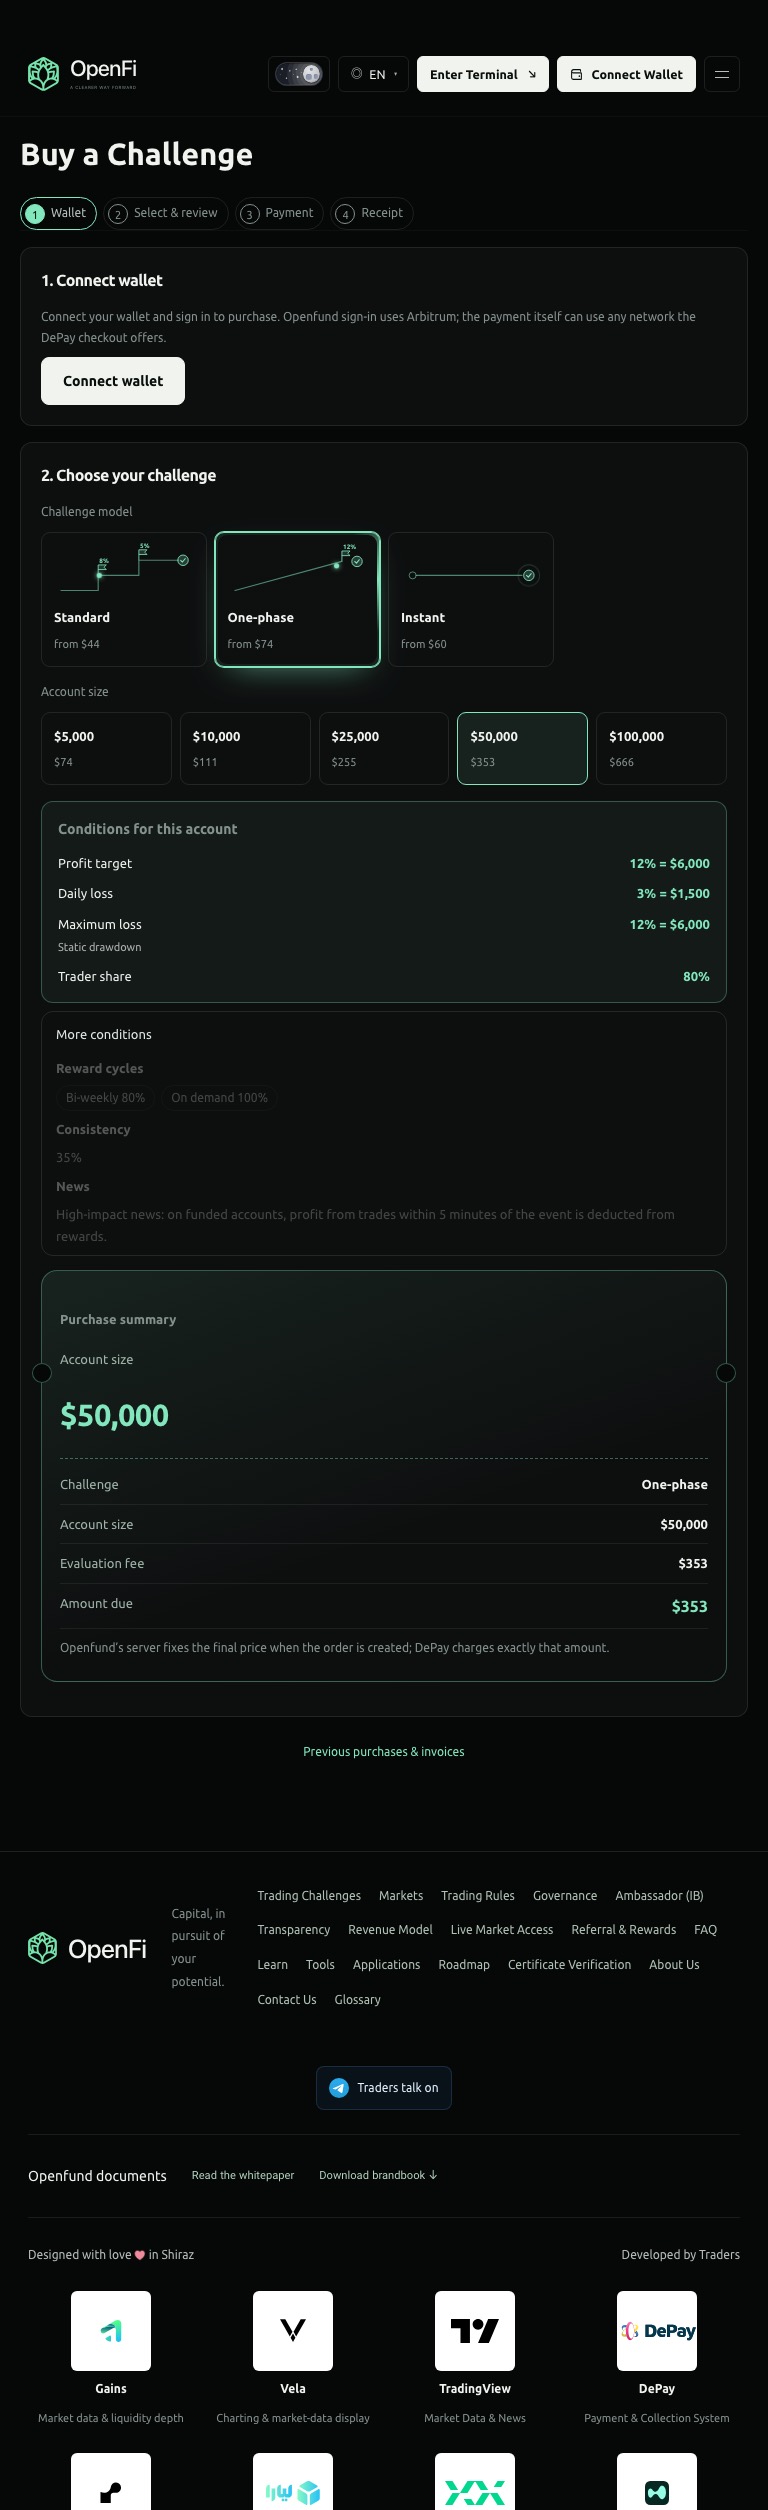 OpenFi
A CLEARER WAY FORWARD
EN
Enter Terminal
Connect Wallet
Buy a Challenge
1 Wallet
2 Select & review
3 Payment
4 Receipt
1. Connect wallet
Connect your wallet and sign in to purchase. Openfund sign-in uses Arbitrum; the payment itself can use any network the
DePay checkout offers.
Connect wallet
2. Choose your challenge
Challenge model
8%
5%
12%
Standard
One-phase
Instant
from $44
from $74
from $60
Account size
$5,000
$10,000
$25,000
$50,000
$100,000
$74
$111
$255
$353
$666
Conditions for this account
Profit target 12% = $6,000
Daily loss 3% = $1,500
Maximum loss 12% = $6,000
Static drawdown
Trader share 80%
More conditions
Reward cycles
Bi-weekly 80% On demand 100%
Consistency
35%
News
High-impact news: on funded accounts, profit from trades within 5 minutes of the event is deducted from
rewards.
Purchase summary
Account size
$50,000
Challenge One-phase
Account size $50,000
Evaluation fee $353
Amount due $353
Openfund's server fixes the final price when the order is created; DePay charges exactly that amount.
Previous purchases & invoices
OpenFi
Capital, in
pursuit of
your
potential.
Trading Challenges Markets Trading Rules Governance Ambassador (IB)
Transparency Revenue Model Live Market Access Referral & Rewards FAQ
Learn Tools Applications Roadmap Certificate Verification About Us
Contact Us Glossary
Traders talk on
Openfund documents Read the whitepaper Download brandbook ↓
Designed with love in Shiraz
Developed by Traders
DePay
Gains
Vela
TradingView
DePay
Market data & liquidity depth
Charting & market-data display
Market Data & News
Payment & Collection System